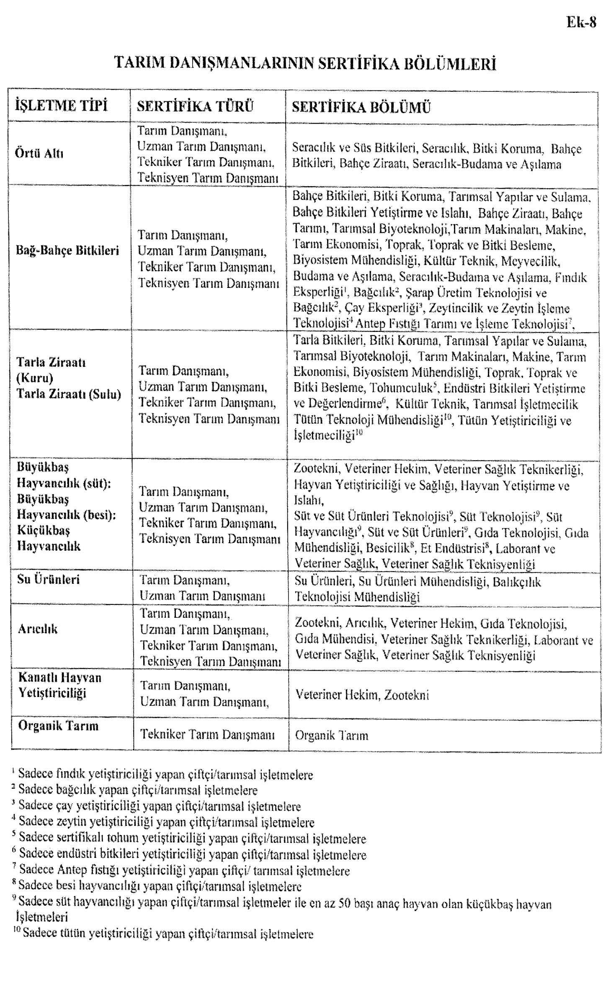 Ek-8
TARIM DANIŞMANLARININ SERTİFİKA BÖLÜMLERİ
İŞLETME TİPİ
SERTİFİKA TÜRÜ
SERTİFİKA BÖLÜMÜ
Örtü Altı
Tarım Danışmanı,
Uzman Tarım Danışmanı,
Tekniker Tarım Danışmanı,
Teknisyen Tarım Danışmanı
Seracılık ve Süs Bitkileri, Seracılık, Bitki Koruma, Bahçe
Bitkileri, Bahçe Ziraatı, Seracılık-Budama ve Aşılama
Bağ-Bahçe Bitkileri
Tarım Danışmanı,
Uzman Tarım Danışmanı,
Tekniker Tarım Danışmanı,
Teknisyen Tarım Danışmanı
Bahçe Bitkileri, Bitki Koruma, Tarımsal Yapılar ve Sulama,
Bahçe Bitkileri Yetiştirme ve Islahı, Bahçe Ziraatı, Bahçe
Tarımı, Tarımsal Biyoteknoloji,Tarım Makinaları, Makine,
Tarım Ekonomisi, Toprak, Toprak ve Bitki Besleme,
Biyosistem Mühendisliği, Kültür Teknik, Meyvecilik,
Budama ve Aşılama, Seracılık-Budama ve Aşılama, Fındık
Eksperliği¹, Bağcılık², Şarap Üretim Teknolojisi ve
Bağcılık², Çay Eksperliği³, Zeytincilik ve Zeytin İşleme
Teknolojisi⁴ Antep Fıstığı Tarımı ve İşleme Teknolojisi⁷,
Tarla Ziraatı
(Kuru)
Tarla Ziraatı (Sulu)
Tarım Danışmanı,
Uzman Tarım Danışmanı,
Tekniker Tarım Danışmanı,
Teknisyen Tarım Danışmanı
Tarla Bitkileri, Bitki Koruma, Tarımsal Yapılar ve Sulama,
Tarımsal Biyoteknoloji, Tarım Makinaları, Makine, Tarım
Ekonomisi, Biyosistem Mühendisliği, Toprak, Toprak ve
Bitki Besleme, Tohumculuk⁵, Endüstri Bitkileri Yetiştirme
ve Değerlendirme⁶, Kültür Teknik, Tarımsal İşletmecilik
Tütün Teknoloji Mühendisliği¹⁰, Tütün Yetiştiriciliği ve
İşletmeciliği¹⁰
Büyükbaş
Hayvancılık (süt):
Büyükbaş
Hayvancılık (besi):
Küçükbaş
Hayvancılık
Tarım Danışmanı,
Uzman Tarım Danışmanı,
Tekniker Tarım Danışmanı,
Teknisyen Tarım Danışmanı
Zootekni, Veteriner Hekim, Veteriner Sağlık Teknikerliği,
Hayvan Yetiştiriciliği ve Sağlığı, Hayvan Yetiştirme ve
Islahı,
Süt ve Süt Ürünleri Teknolojisi⁹, Süt Teknolojisi⁹, Süt
Hayvancılığı⁹, Süt ve Süt Ürünleri⁹, Gıda Teknolojisi, Gıda
Mühendisliği, Besicilik⁸, Et Endüstrisi⁸, Laborant ve
Veteriner Sağlık, Veteriner Sağlık Teknisyenliği
Su Ürünleri
Tarım Danışmanı,
Uzman Tarım Danışmanı
Su Ürünleri, Su Ürünleri Mühendisliği, Balıkçılık
Teknolojisi Mühendisliği
Arıcılık
Tarım Danışmanı,
Uzman Tarım Danışmanı,
Tekniker Tarım Danışmanı,
Teknisyen Tarım Danışmanı
Zootekni, Arıcılık, Veteriner Hekim, Gıda Teknolojisi,
Gıda Mühendisi, Veteriner Sağlık Teknikerliği, Laborant ve
Veteriner Sağlık, Veteriner Sağlık Teknisyenliği
Kanatlı Hayvan
Yetiştiriciliği
Tarım Danışmanı,
Uzman Tarım Danışmanı,
Veteriner Hekim, Zootekni
Organik Tarım
Tekniker Tarım Danışmanı
Organik Tarım
¹ Sadece fındık yetiştiriciliği yapan çiftçi/tarımsal işletmelere
² Sadece bağcılık yapan çiftçi/tarımsal işletmelere
³ Sadece çay yetiştiriciliği yapan çiftçi/tarımsal işletmelere
⁴ Sadece zeytin yetiştiriciliği yapan çiftçi/tarımsal işletmelere
⁵ Sadece sertifikalı tohum yetiştiriciliği yapan çiftçi/tarımsal işletmelere
⁶ Sadece endüstri bitkileri yetiştiriciliği yapan çiftçi/tarımsal işletmelere
⁷ Sadece Antep fıstığı yetiştiriciliği yapan çiftçi/ tarımsal işletmelere
⁸ Sadece besi hayvancılığı yapan çiftçi/tarımsal işletmelere
⁹ Sadece süt hayvancılığı yapan çiftçi/tarımsal işletmeler ile en az 50 başı anaç hayvan olan küçükbaş hayvan
İşletmeleri
¹⁰ Sadece tütün yetiştiriciliği yapan çiftçi/tarımsal işletmelere